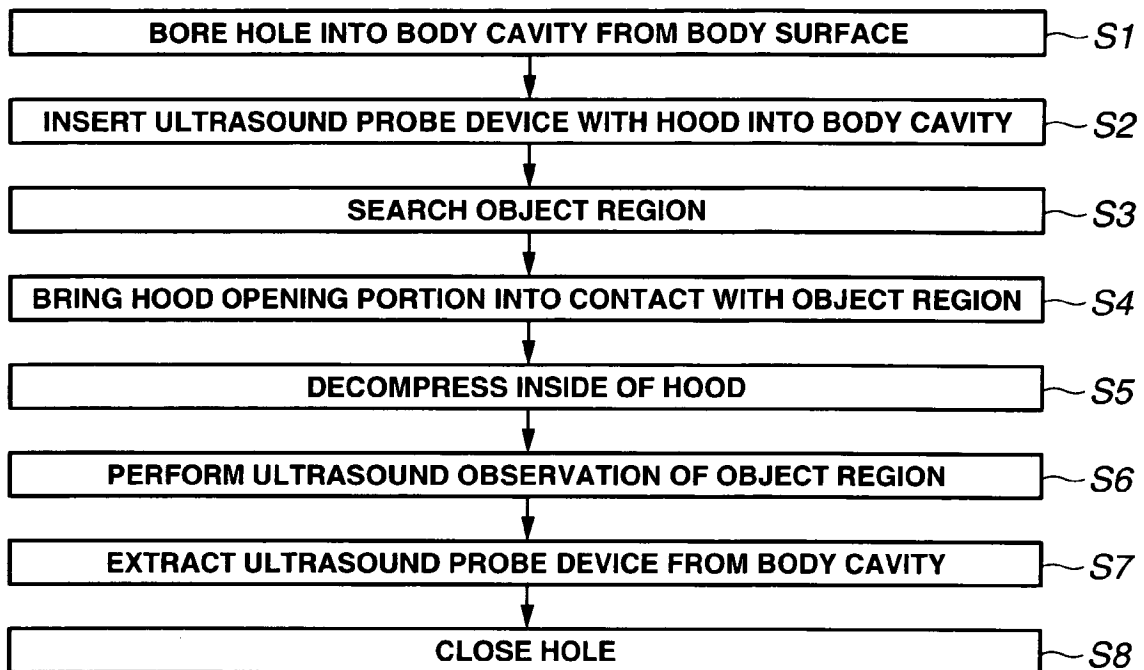 BORE HOLE INTO BODY CAVITY FROM BODY SURFACE S1
INSERT ULTRASOUND PROBE DEVICE WITH HOOD INTO BODY CAVITY S2
SEARCH OBJECT REGION S3
BRING HOOD OPENING PORTION INTO CONTACT WITH OBJECT REGION S4
DECOMPRESS INSIDE OF HOOD S5
PERFORM ULTRASOUND OBSERVATION OF OBJECT REGION S6
EXTRACT ULTRASOUND PROBE DEVICE FROM BODY CAVITY S7
CLOSE HOLE S8